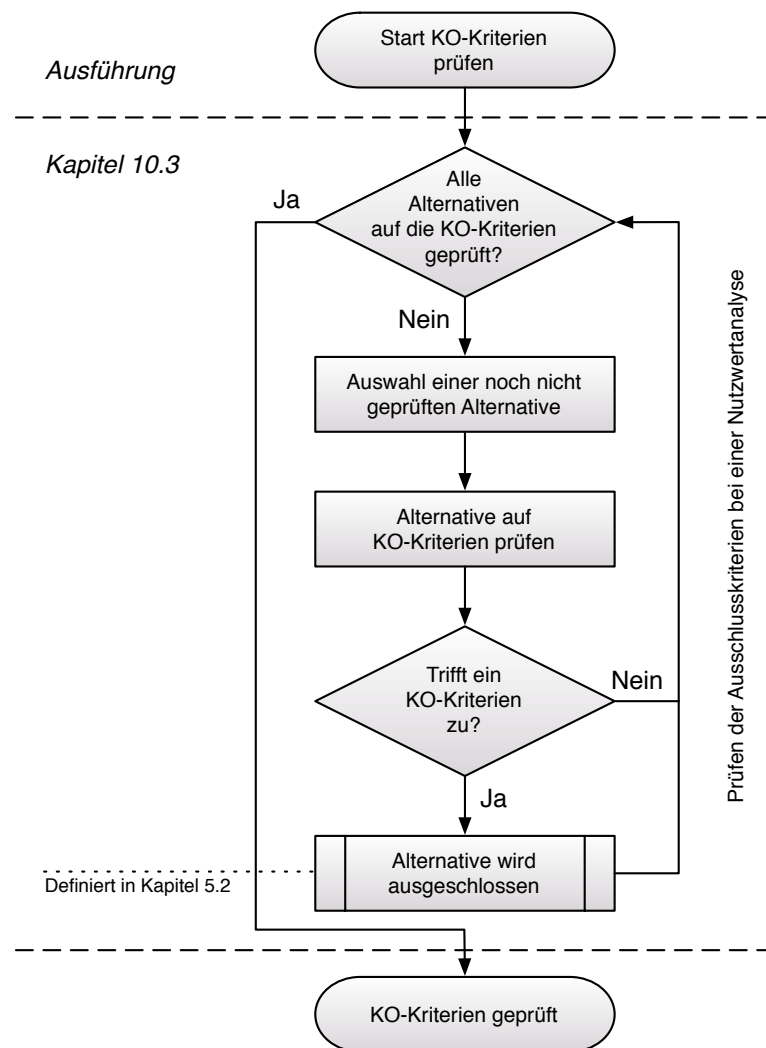 Start KO-Kriterien
prüfen
Ausführung
Kapitel 10.3
Alle
Alternativen
auf die KO-Kriterien
geprüft?
Ja
Nein
Auswahl einer noch nicht
geprüften Alternative
Alternative auf
KO-Kriterien prüfen
Trifft ein
KO-Kriterien
zu?
Nein
Ja
Alternative wird
ausgeschlossen
Definiert in Kapitel 5.2
KO-Kriterien geprüft
Prüfen der Ausschlusskriterien bei einer Nutzwertanalyse